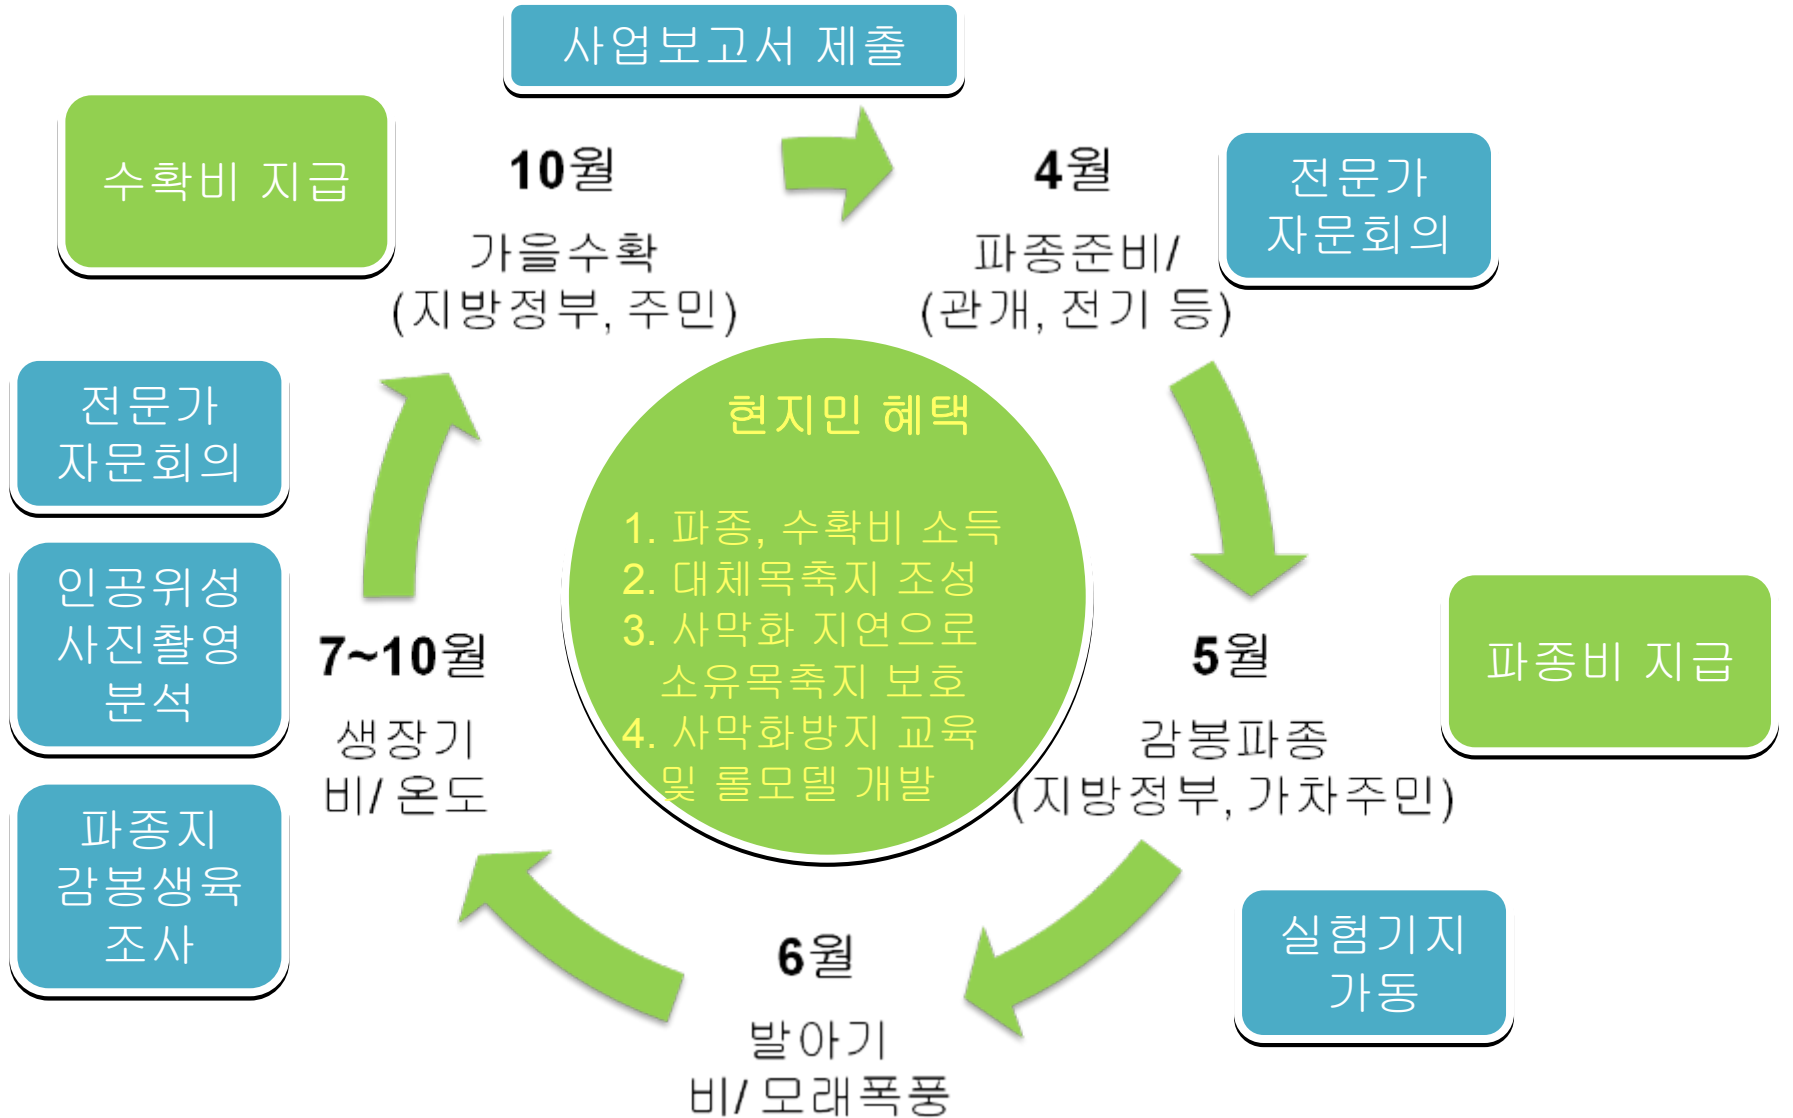 사업보고서 제출
수확비 지급
10월
가을수확
(지방정부, 주민)
4월
파종준비/
(관개, 전기 등)
전문가
자문회의
전문가
자문회의
인공위성
사진촬영
분석
파종지
감봉생육
조사
7~10월
생장기
비/ 온도
현지민 혜택
1. 파종, 수확비 소득
2. 대체목축지 조성
3. 사막화 지연으로
소유목축지 보호
4. 사막화방지 교육
및 롤모델 개발
5월
감봉파종
(지방정부, 가차주민)
파종비 지급
실험기지
가동
6월
발아기
비/ 모래폭풍